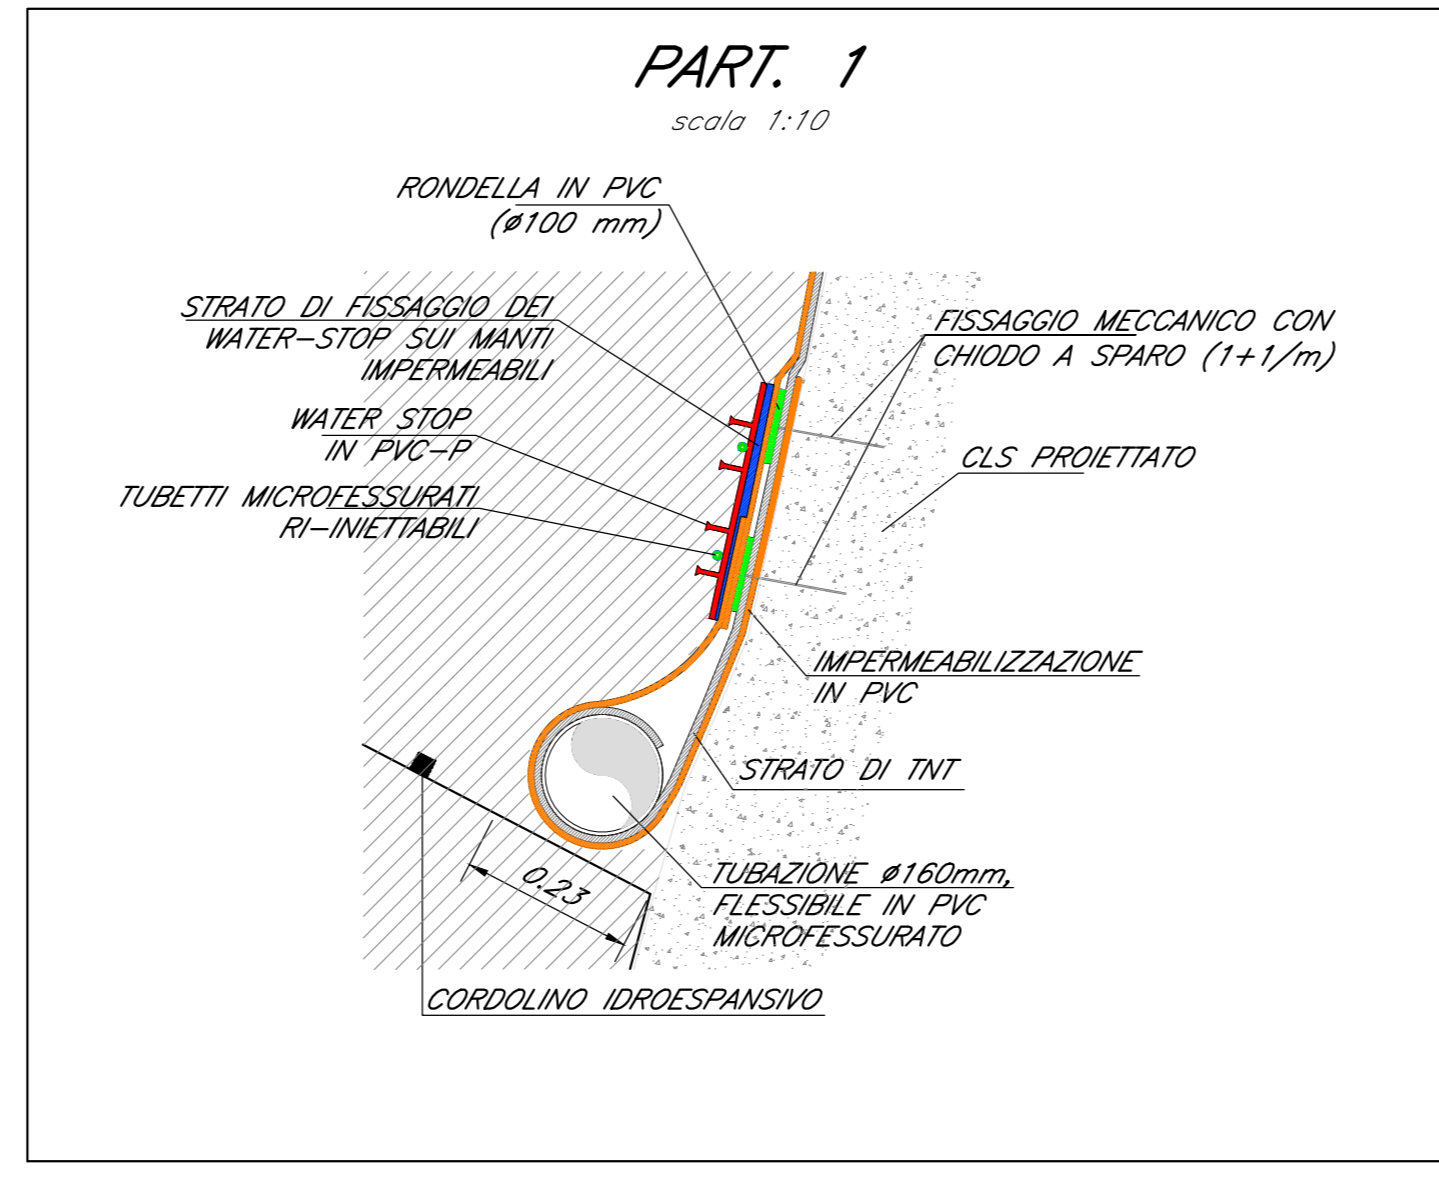 PART. 1
scala 1:10
RONDELLA IN PVC
(ø100 mm)
STRATO DI FISSAGGIO DEI
WATER-STOP SUI MANTI
IMPERMEABILI
WATER STOP
IN PVC-P
TUBETTI MICROFESSURATI
RI-INIETTABILI
FISSAGGIO MECCANICO CON
CHIODO A SPARO (1+1/m)
CLS PROIETTATO
IMPERMEABILIZZAZIONE
IN PVC
STRATO DI TNT
TUBAZIONE ø160mm,
FLESSIBILE IN PVC
MICROFESSURATO
0.23
CORDOLINO IDROESPANSIVO